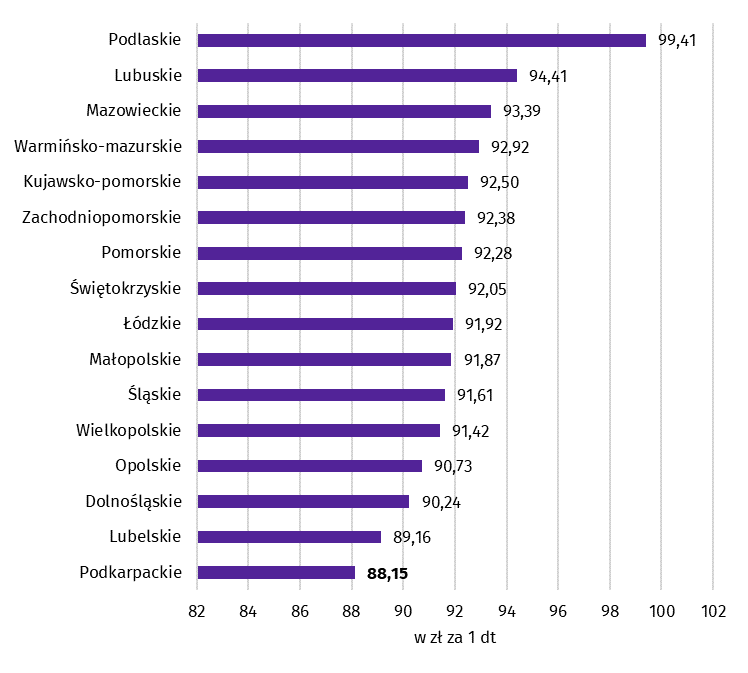 Podlaskie 99,41
Lubuskie 94,41
Mazowieckie 93,39
Warmińsko-mazurskie 92,92
Kujawsko-pomorskie 92,50
Zachodniopomorskie 92,38
Pomorskie 92,28
Świętokrzyskie 92,05
Łódzkie 91,92
Małopolskie 91,87
Śląskie 91,61
Wielkopolskie 91,42
Opolskie 90,73
Dolnośląskie 90,24
Lubelskie 89,16
Podkarpackie 88,15
82 84 86 88 90 92 94 96 98 100 102
w zł za 1 dt